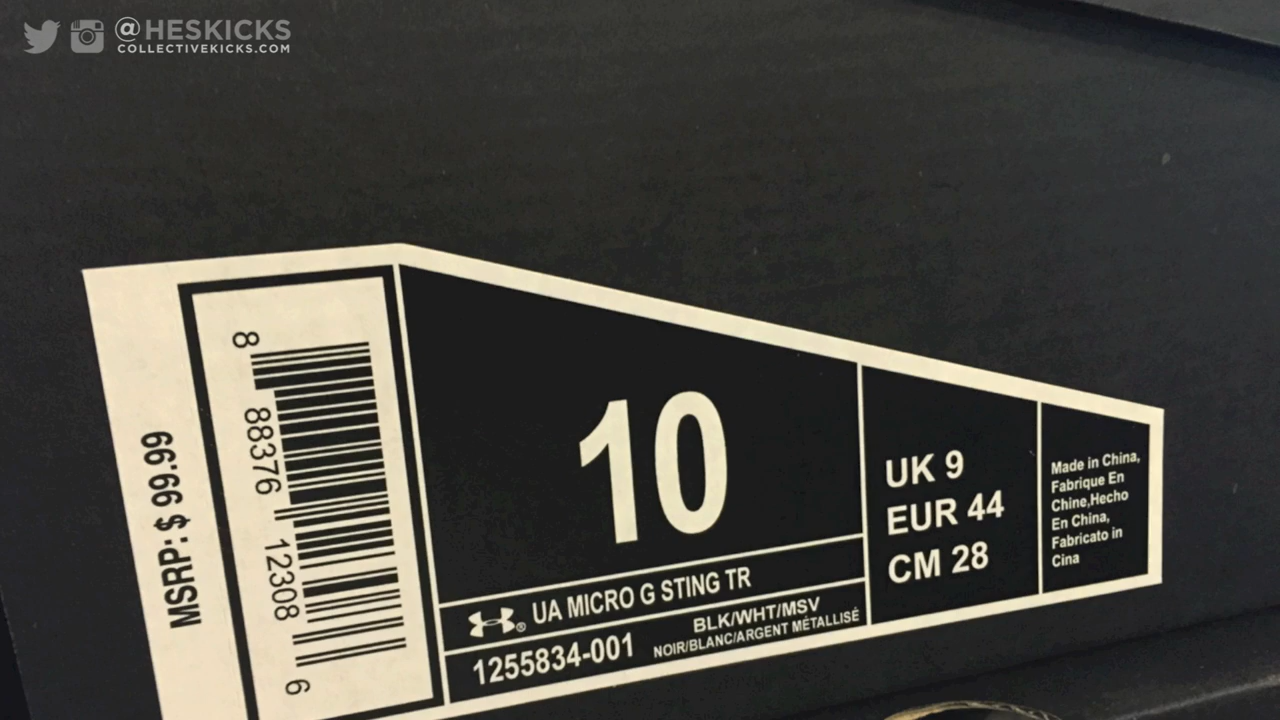 @HESKICKS
COLLECTIVEKICKS.COM
MSRP: $ 99.99
8 88376 12308 6
10
UA MICRO G STING TR
1255834-001
BLK/WHT/MSV
NOIR/BLANC/ARGENT MÉTALLISÉ
UK 9
EUR 44
CM 28
Made in China,
Fabrique En
Chine,Hecho
En China,
Fabricato in
Cina